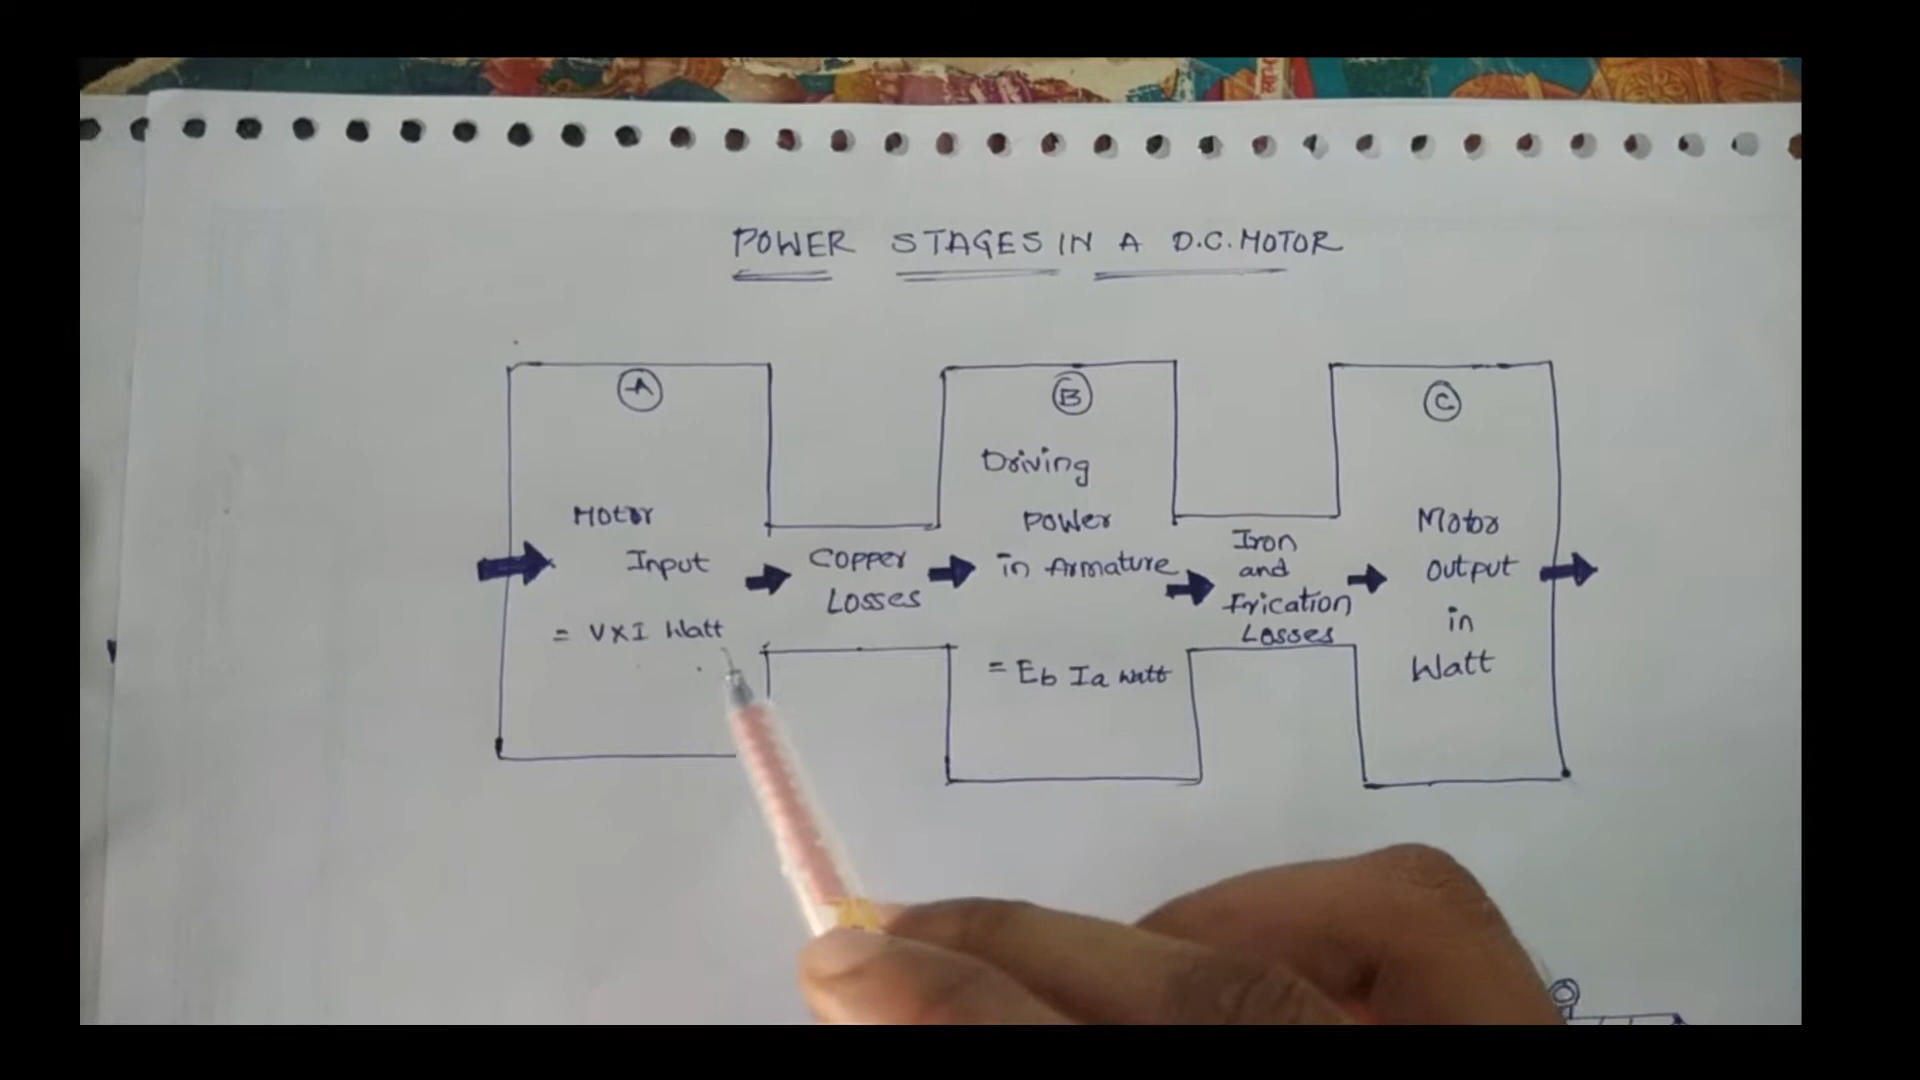 POWER STAGES IN A D.C. MOTOR
A
Motor
Input
= V X I Watt
Copper
Losses
B
Driving
Power
in Armature
= Eb Ia watt
Iron
and
Frication
Losses
C
Motor
output
in
Watt